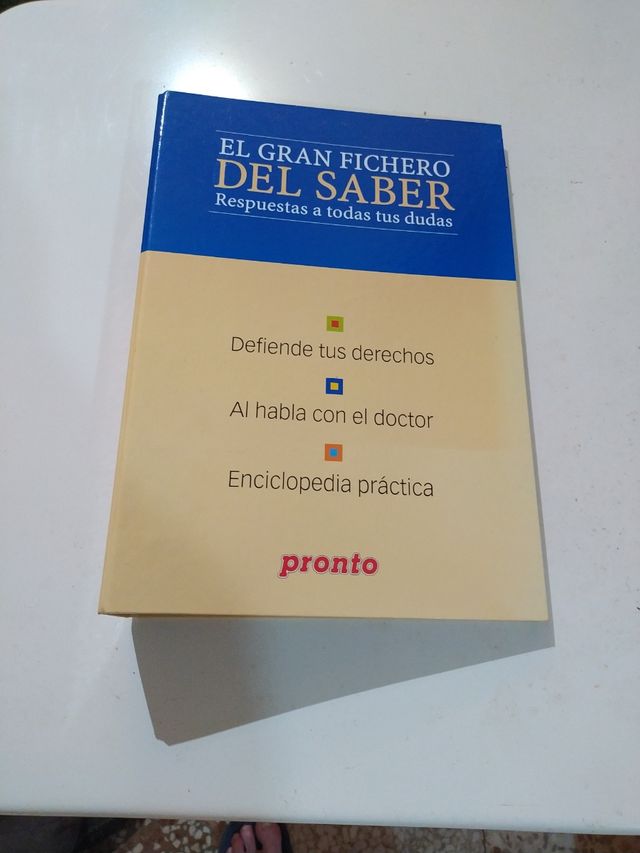 EL GRAN FICHERO
DEL SABER
Respuestas a todas tus dudas
Defiende tus derechos
Al habla con el doctor
Enciclopedia práctica
pronto